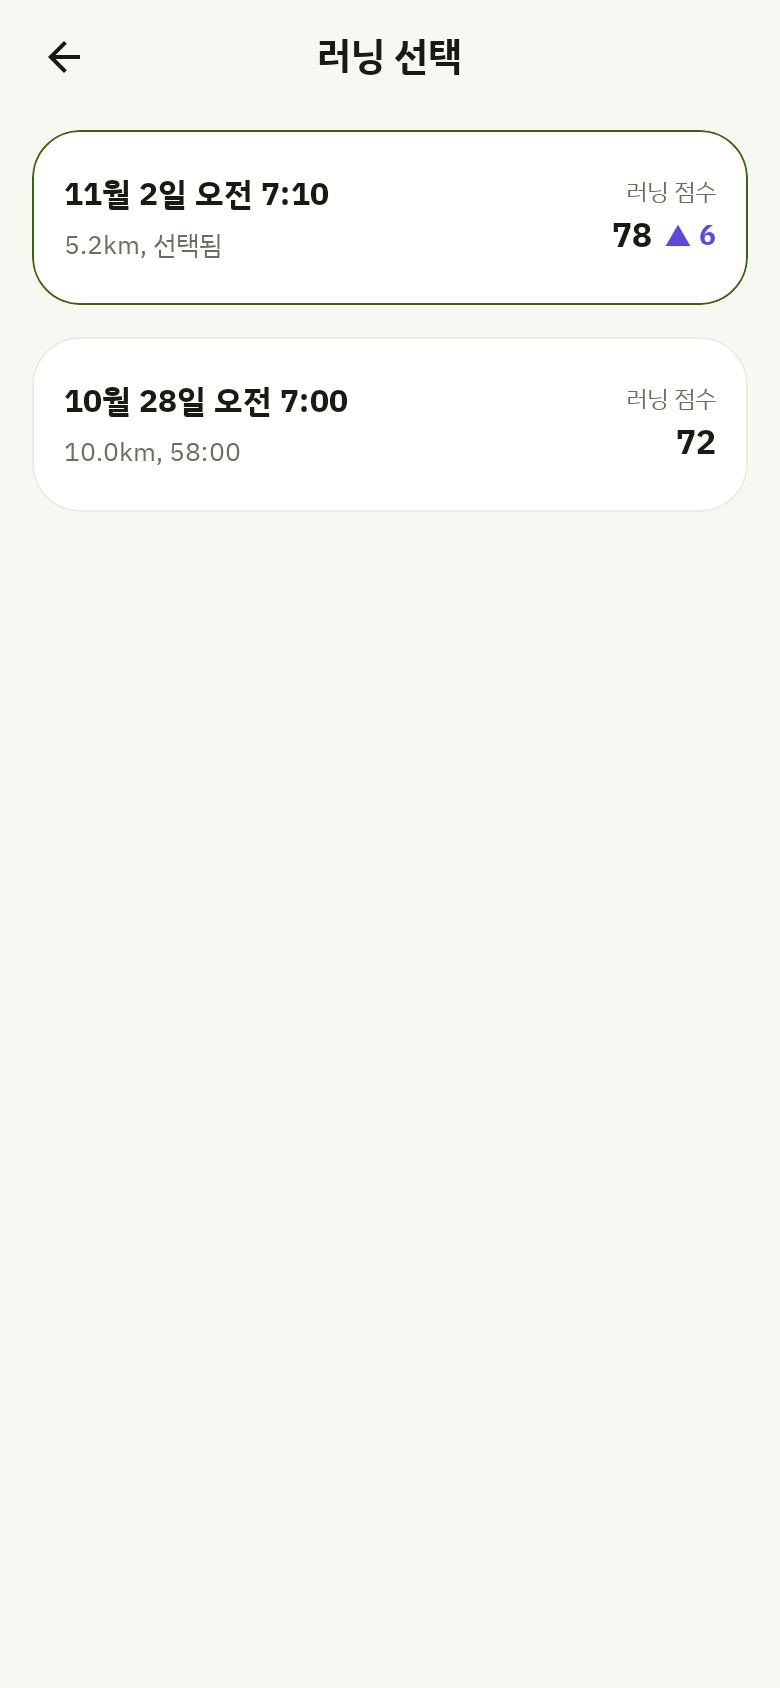 러닝 선택
11월 2일 오전 7:10
5.2km, 선택됨
러닝 점수
78 ▲ 6
10월 28일 오전 7:00
10.0km, 58:00
러닝 점수
72